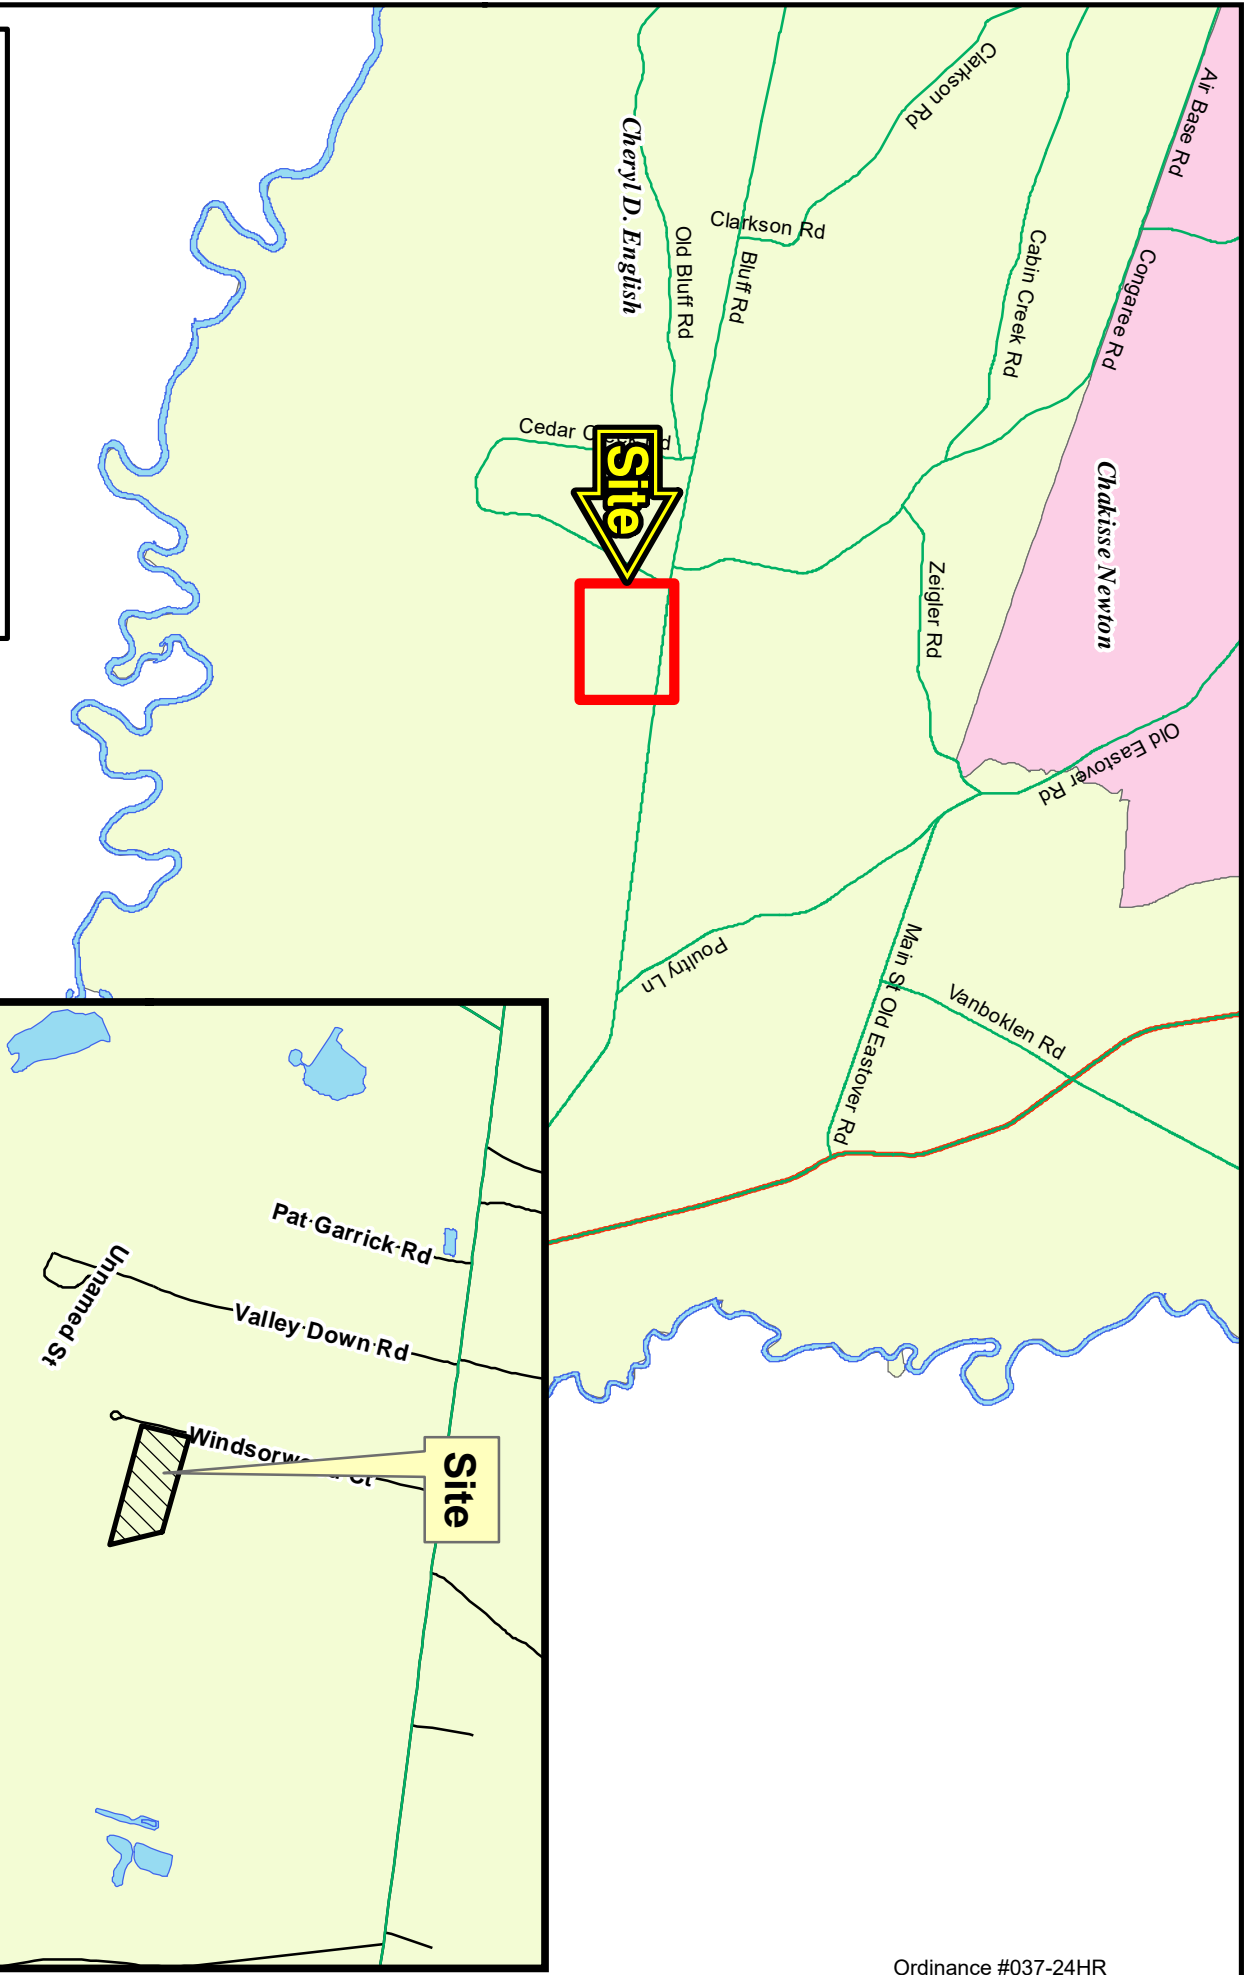 Air Base Rd
Clarkson Rd
Cheryl D. English
Clarkson Rd
Old Bluff Rd
Bluff Rd
Cabin Creek Rd
Congaree Rd
Cedar Rd
Site
Chakisse Newton
Zeigler Rd
Old Eastover Rd
Poultry Ln
Main St
Old Eastover Rd
Vanboklen Rd
Pat Garrick Rd
Unnamed St
Valley Down Rd
Ct
Site
Ordinance #037-24HR